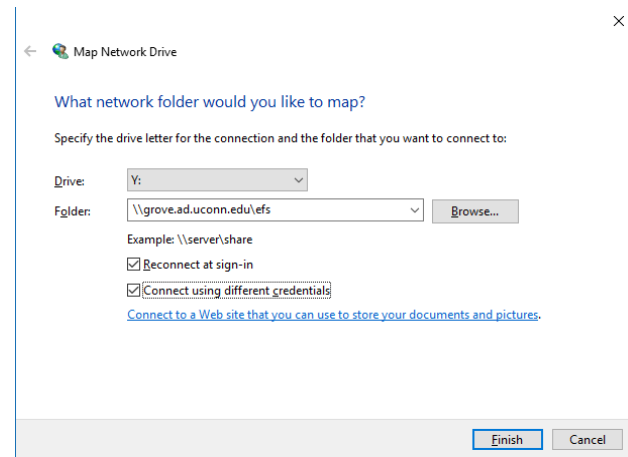 Map Network Drive
What network folder would you like to map?
Specify the drive letter for the connection and the folder that you want to connect to:
Drive: Y:
Folder: \\grove.ad.uconn.edu\efs Browse...
Example: \\server\share
Reconnect at sign-in
Connect using different credentials
Connect to a Web site that you can use to store your documents and pictures.
Finish Cancel